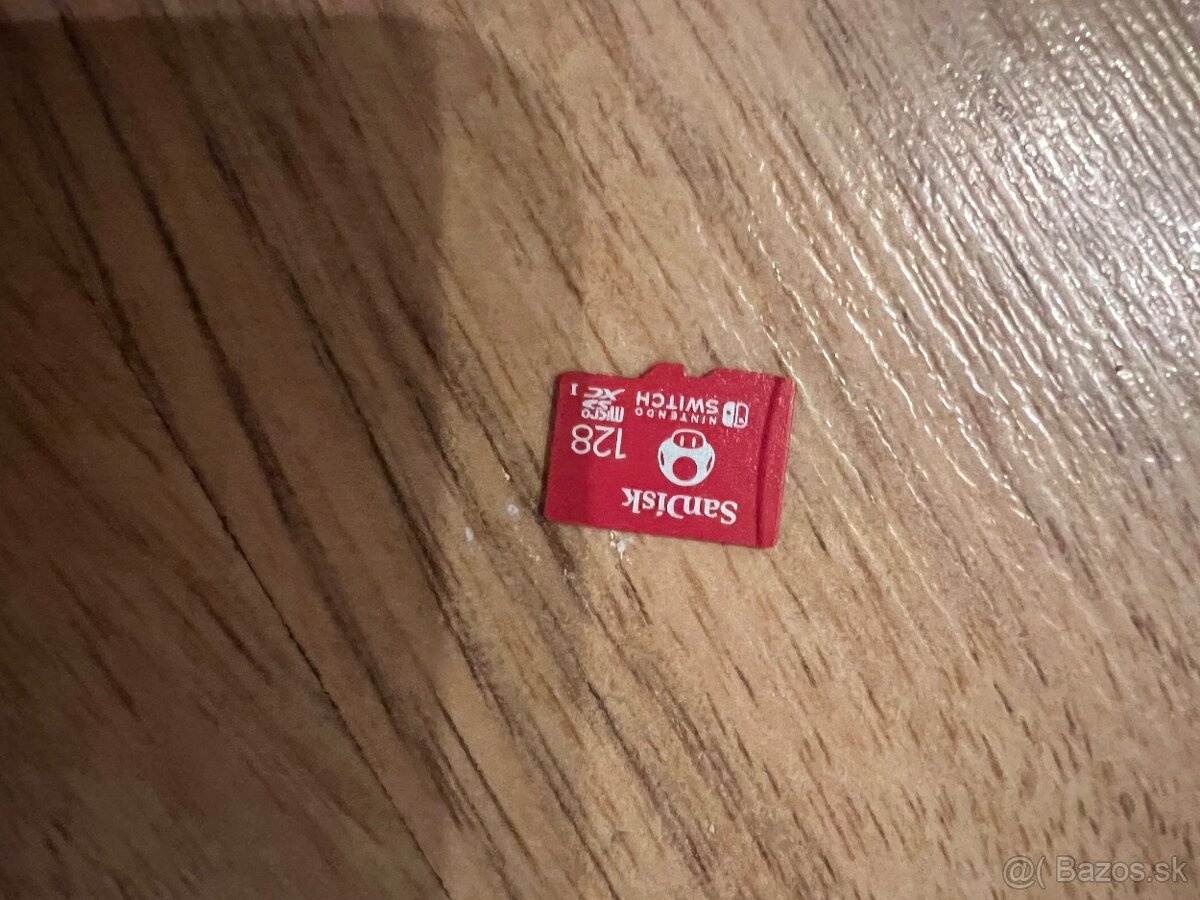 SanDisk
128
NINTENDO
SWITCH
micro
XC I
@( Bazos.sk